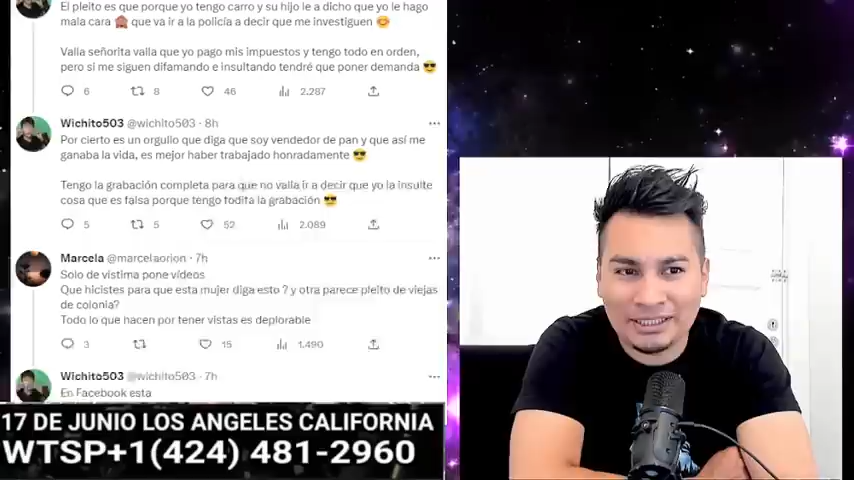 El pleito es que porque yo tengo carro y su hijo le a dicho que yo le hago
mala cara 🙈 que va ir a la policía a decir que me investiguen 😊
Valla señorita valla que yo pago mis impuestos y tengo todo en orden,
pero si me siguen difamando e insultando tendré que poner demanda 😎
6 8 46 2.287
Wichito503 @wichito503 · 8h
Por cierto es un orgullo que diga que soy vendedor de pan y que así me
ganaba la vida, es mejor haber trabajado honradamente 😎
Tengo la grabación completa para que no valla ir a decir que yo la insulte
cosa que es falsa porque tengo todita la grabación 😎
5 5 52 2.089
Marcela @marcelaorion · 7h
Solo de vistima pone vídeos
Que hicistes para que esta mujer diga esto ? y otra parece pleito de viejas
de colonia?
Todo lo que hacen por tener vistas es deplorable
3 15 1.490
Wichito503 @wichito503 · 7h
En Facebook esta
17 DE JUNIO LOS ANGELES CALIFORNIA
WTSP+1(424) 481-2960